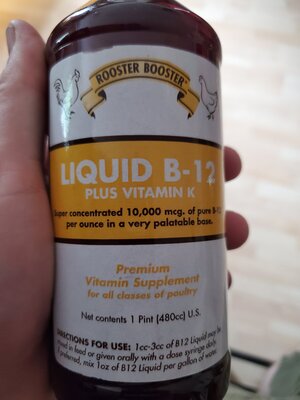 ROOSTER BOOSTER
LIQUID B-12
PLUS VITAMIN K
Super concentrated 10,000 mcg. of pure B-12
per ounce in a very palatable base.
Premium
Vitamin Supplement
for all classes of poultry
Net contents 1 Pint (480cc) U.S.
DIRECTIONS FOR USE: 1cc-3cc of B12 Liquid may be
mixed in feed or given orally with a dose syringe daily.
If preferred, mix 1oz of B12 Liquid per gallon of water.